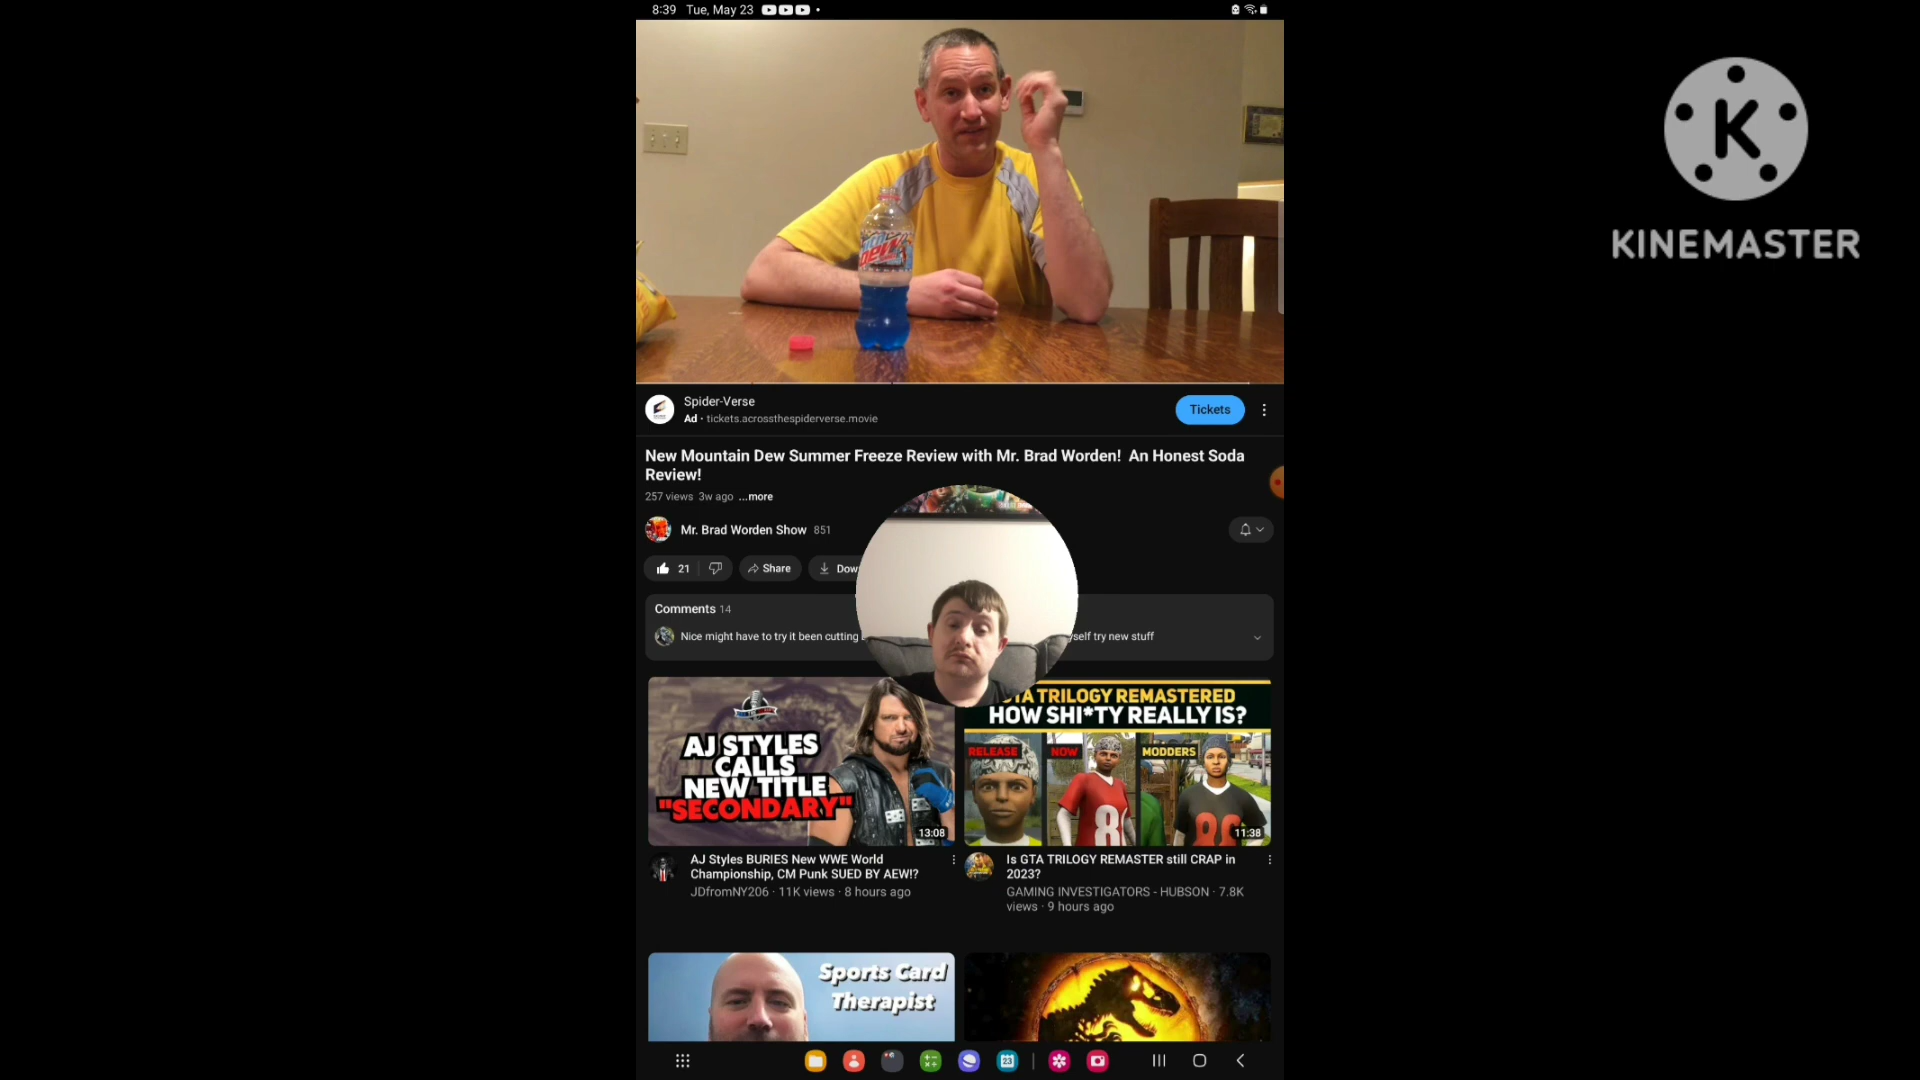 8:39 Tue, May 23
K
KINEMASTER
Spider-Verse
Ad · tickets.acrossthespiderverse.movie
Tickets
New Mountain Dew Summer Freeze Review with Mr. Brad Worden! An Honest Soda
Review!
257 views 3w ago ...more
Mr. Brad Worden Show 851
21 Share Dow
Comments 14
Nice might have to try it been cutting
self try new stuff
AJ STYLES
CALLS
NEW TITLE
"SECONDARY"
13:08
TA TRILOGY REMASTERED
HOW SHI*TY REALLY IS?
RELEASE NOW MODDERS
11:38
AJ Styles BURIES New WWE World
Championship, CM Punk SUED BY AEW!?
JDfromNY206 · 11K views · 8 hours ago
Is GTA TRILOGY REMASTER still CRAP in
2023?
GAMING INVESTIGATORS - HUBSON · 7.8K
views · 9 hours ago
Sports Card
Therapist
23